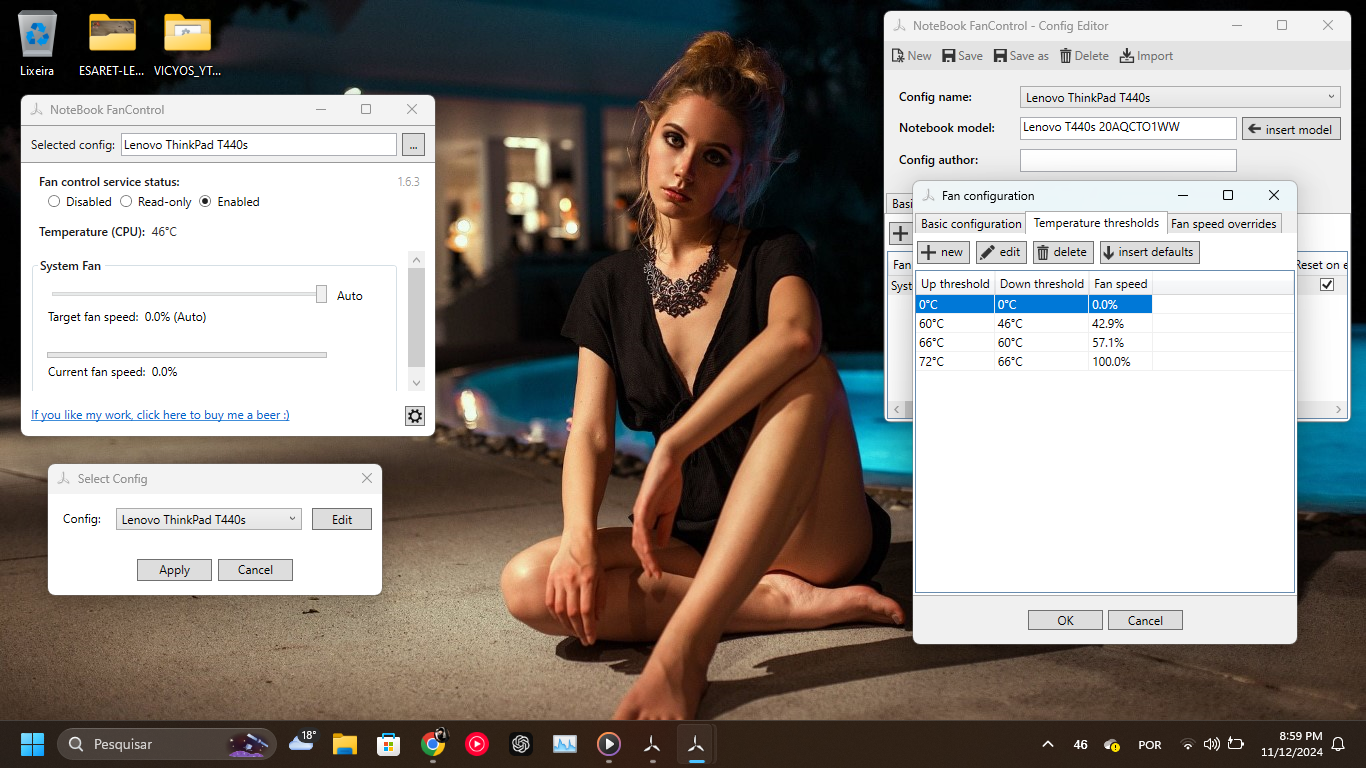 Lixeira
ESARET-LE...
VICYOS_YT...
NoteBook FanControl
Selected config: Lenovo ThinkPad T440s ...
Fan control service status: 1.6.3
Disabled Read-only Enabled
Temperature (CPU): 46°C
System Fan
Auto
Target fan speed: 0.0% (Auto)
Current fan speed: 0.0%
If you like my work, click here to buy me a beer :)
Select Config
Config: Lenovo ThinkPad T440s Edit
Apply Cancel
NoteBook FanControl - Config Editor
New Save Save as Delete Import
Config name: Lenovo ThinkPad T440s
Notebook model: Lenovo T440s 20AQCTO1WW insert model
Config author:
Basi
Fan
Reset on e
Syst
Fan configuration
Basic configuration Temperature thresholds Fan speed overrides
new edit delete insert defaults
Up threshold Down threshold Fan speed
0°C 0°C 0.0%
60°C 46°C 42.9%
66°C 60°C 57.1%
72°C 66°C 100.0%
OK Cancel
Pesquisar
18°
46
POR
8:59 PM
11/12/2024